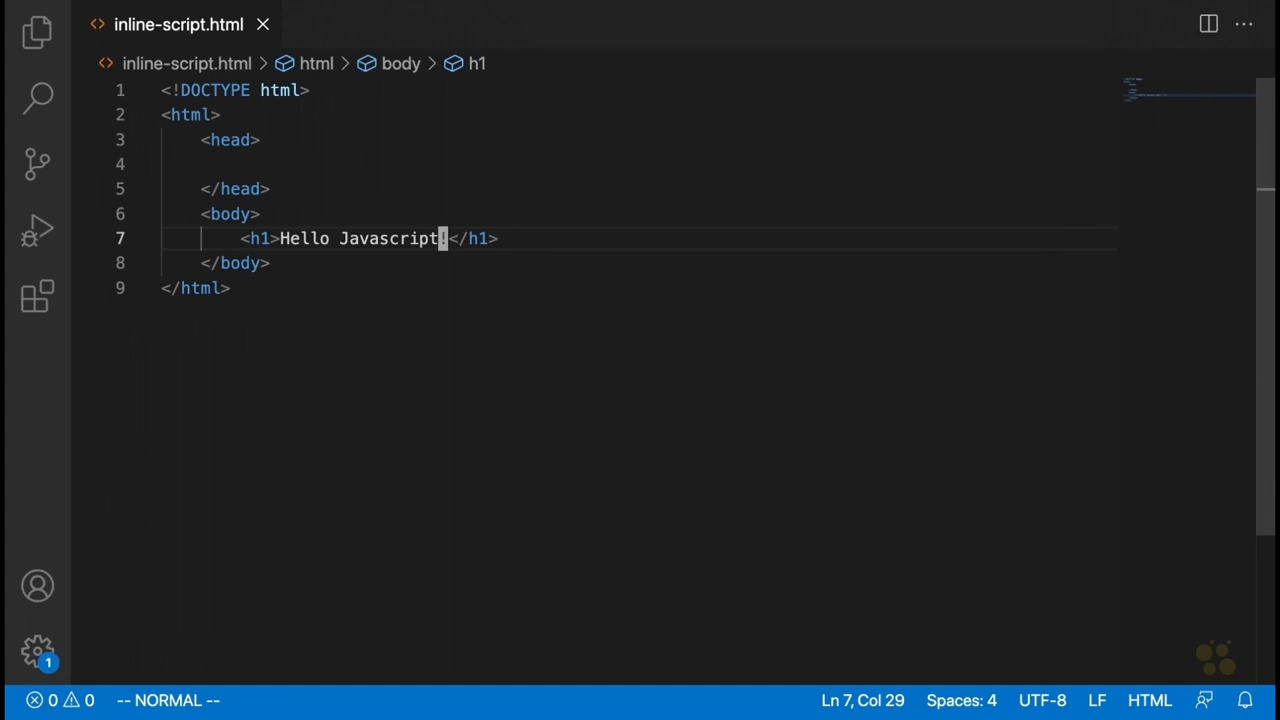 inline-script.html
inline-script.html > html > body > h1
1 <!DOCTYPE html>
2 <html>
3     <head>
4
5     </head>
6     <body>
7         <h1>Hello Javascript!</h1>
8     </body>
9 </html>
1
0 0 -- NORMAL -- Ln 7, Col 29 Spaces: 4 UTF-8 LF HTML